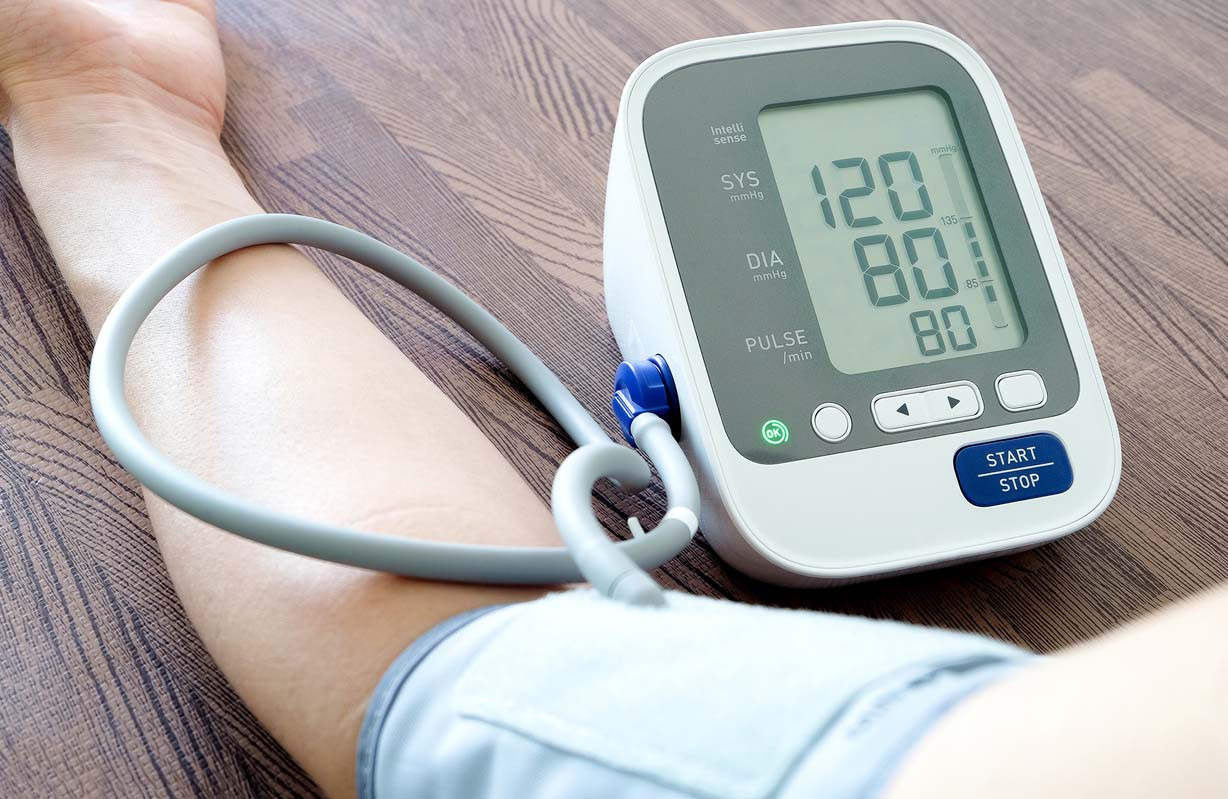 Intelli
sense
SYS
mmHg
DIA
mmHg
PULSE
/min
mmHg
120
135
80
85
80
OK
START
STOP